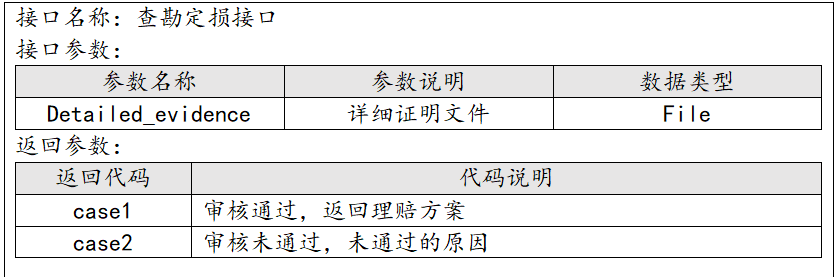 接口名称：查勘定损接口
接口参数：
参数名称 参数说明 数据类型
Detailed_evidence 详细证明文件 File
返回参数：
返回代码 代码说明
case1 审核通过，返回理赔方案
case2 审核未通过，未通过的原因